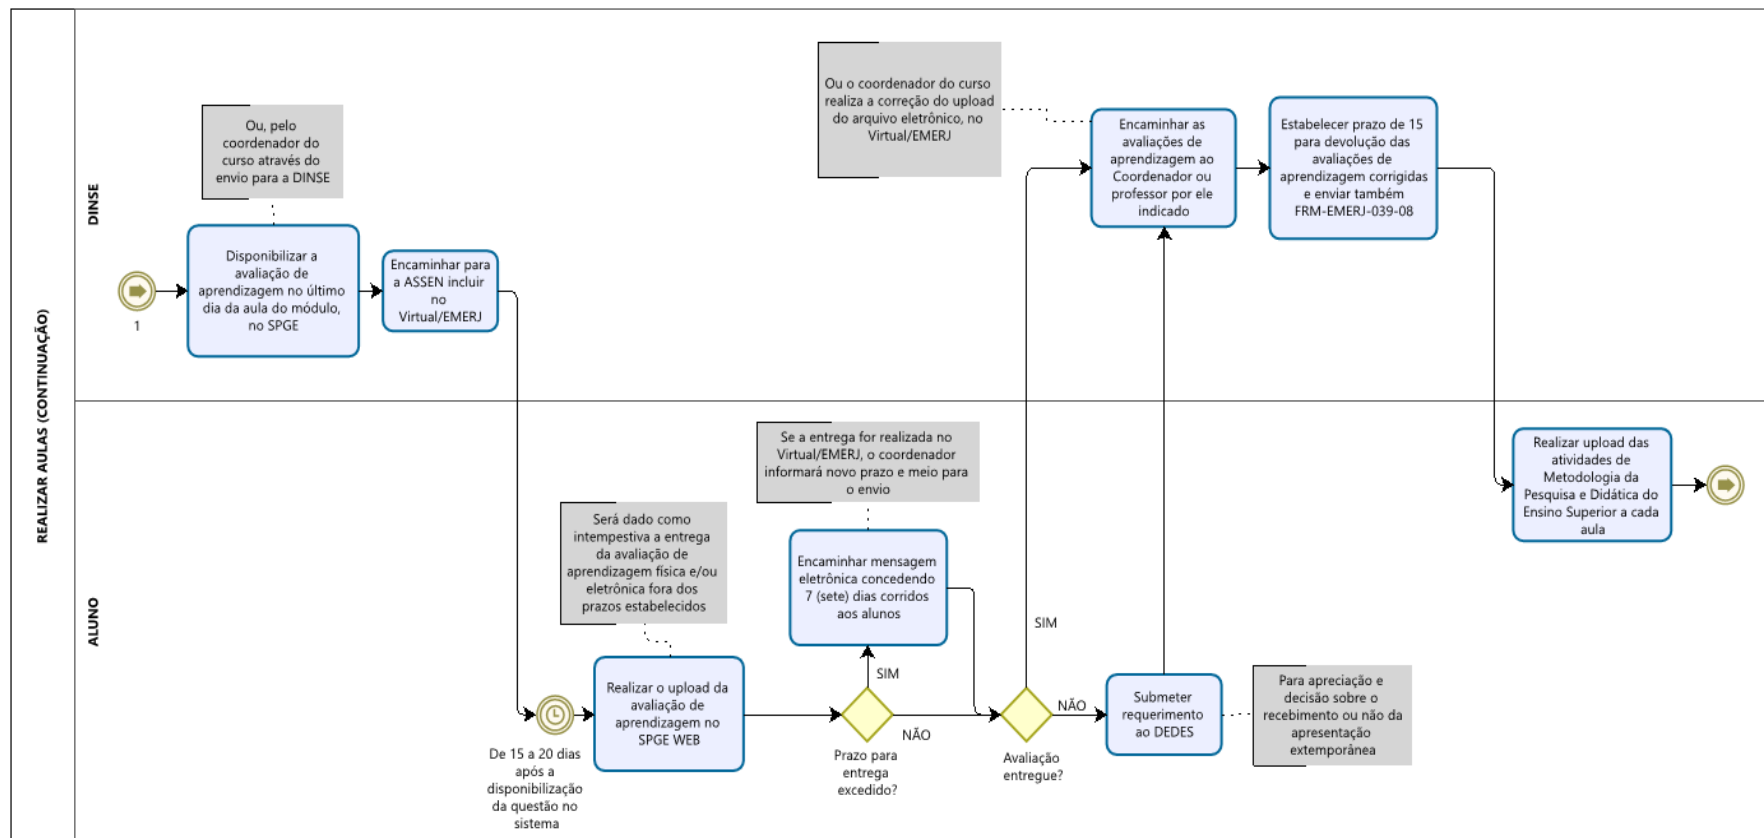 REALIZAR AULAS (CONTINUAÇÃO)
DINSE
Ou, pelo
coordenador do
curso através do
envio para a DINSE
1
Disponibilizar a
avaliação de
aprendizagem no último
dia da aula do módulo,
no SPGE
Encaminhar para
a ASSEN incluir
no
Virtual/EMERJ
Ou o coordenador do curso
realiza a correção do upload
do arquivo eletrônico, no
Virtual/EMERJ
Encaminhar as
avaliações de
aprendizagem ao
Coordenador ou
professor por ele
indicado
Estabelecer prazo de 15
para devolução das
avaliações de
aprendizagem corrigidas
e enviar também
FRM-EMERJ-039-08
ALUNO
De 15 a 20 dias
após a
disponibilização
da questão no
sistema
Será dado como
intempestiva a entrega
da avaliação de
aprendizagem física e/ou
eletrônica fora dos
prazos estabelecidos
Realizar o upload da
avaliação de
aprendizagem no
SPGE WEB
Se a entrega for realizada no
Virtual/EMERJ, o coordenador
informará novo prazo e meio para
o envio
Encaminhar mensagem
eletrônica concedendo
7 (sete) dias corridos
aos alunos
SIM
NÃO
Prazo para
entrega
excedido?
SIM
NÃO
Avaliação
entregue?
Submeter
requerimento
ao DEDES
Para apreciação e
decisão sobre o
recebimento ou não da
apresentação
extemporânea
Realizar upload das
atividades de
Metodologia da
Pesquisa e Didática do
Ensino Superior a cada
aula